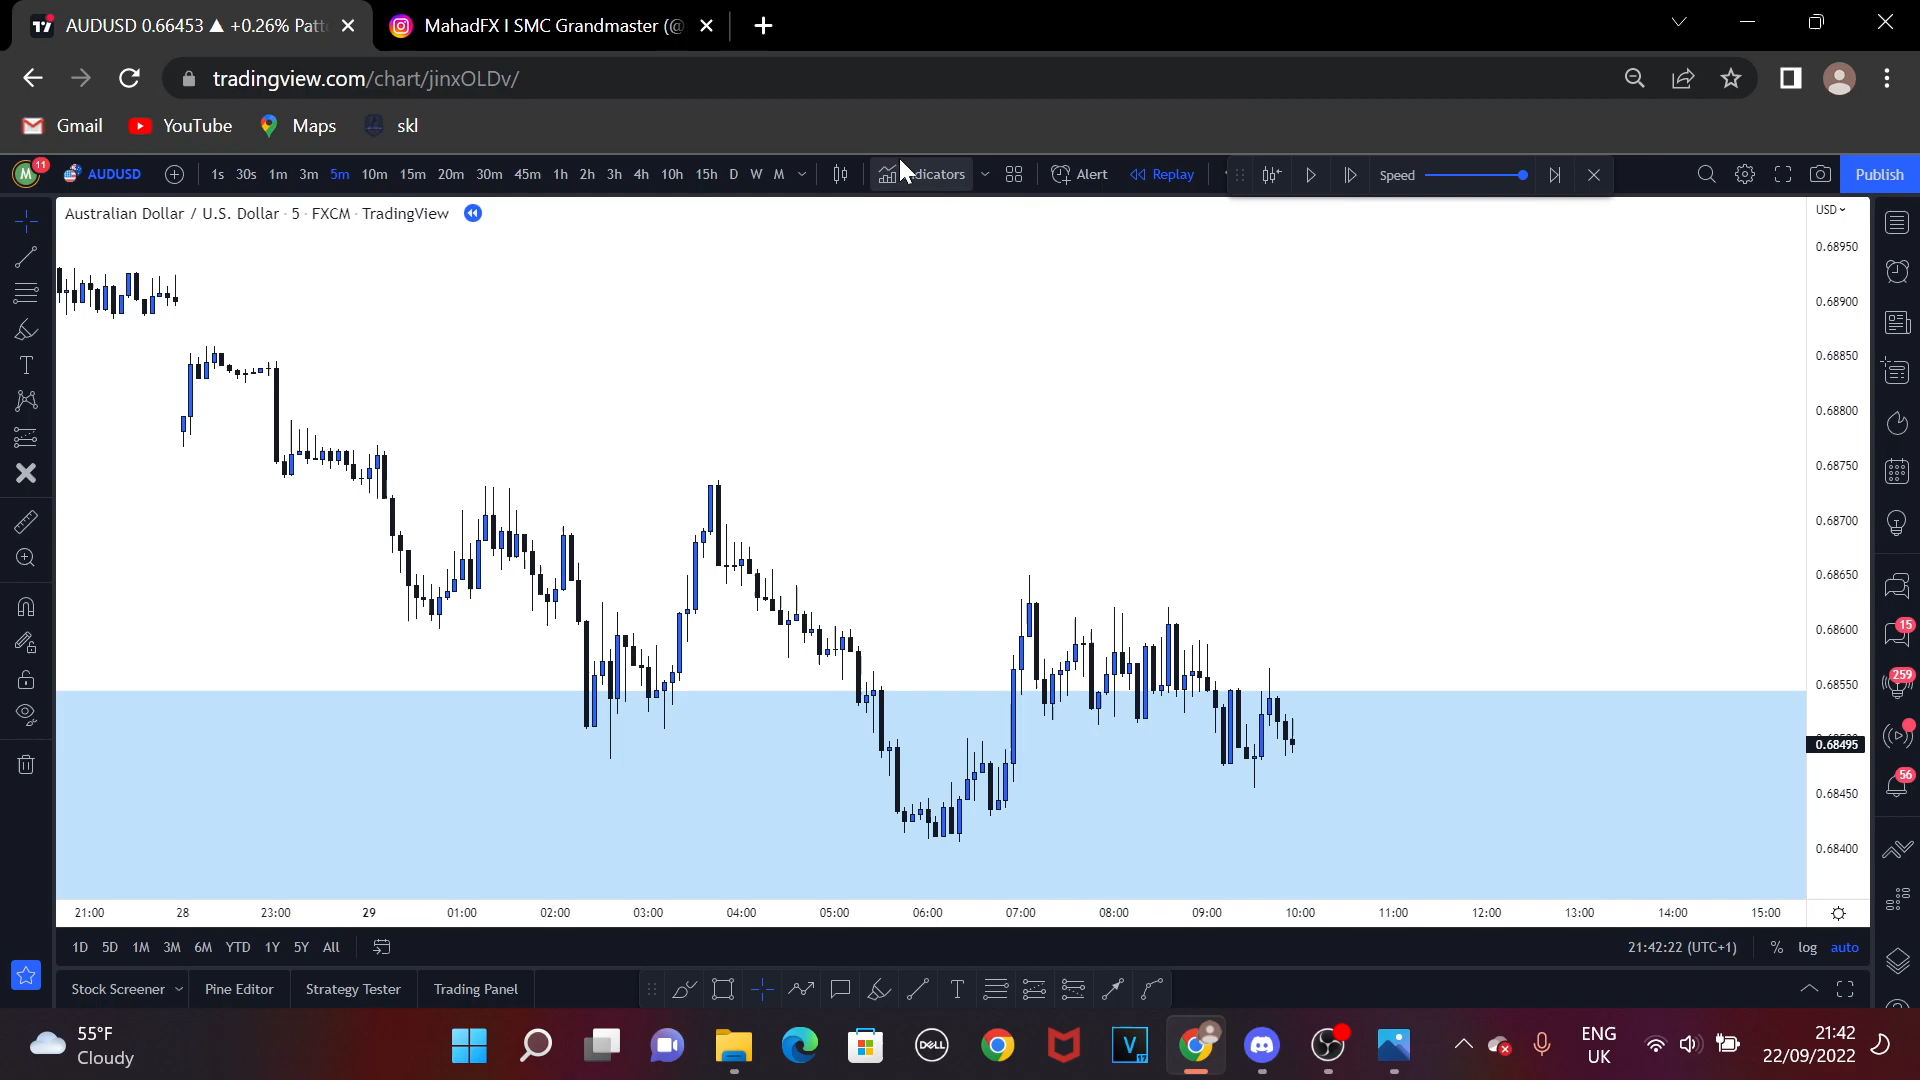 AUDUSD 0.66453 ▲ +0.26% Patt
MahadFX I SMC Grandmaster (@
tradingview.com/chart/jinxOLDv/
Gmail YouTube Maps skl
M 11 AUDUSD 1s 30s 1m 3m 5m 10m 15m 20m 30m 45m 1h 2h 3h 4h 10h 15h D W M dicators Alert Replay Speed Publish
Australian Dollar / U.S. Dollar · 5 · FXCM · TradingView
USD
0.68950
0.68900
0.68850
0.68800
0.68750
0.68700
0.68650
0.68600
0.68550
0.68495
0.68450
0.68400
15
259
56
21:00 28 23:00 29 01:00 02:00 03:00 04:00 05:00 06:00 07:00 08:00 09:00 10:00 11:00 12:00 13:00 14:00 15:00
1D 5D 1M 3M 6M YTD 1Y 5Y All 21:42:22 (UTC+1) % log auto
Stock Screener Pine Editor Strategy Tester Trading Panel
55°F
Cloudy
DELL
V
17
ENG
UK
21:42
22/09/2022